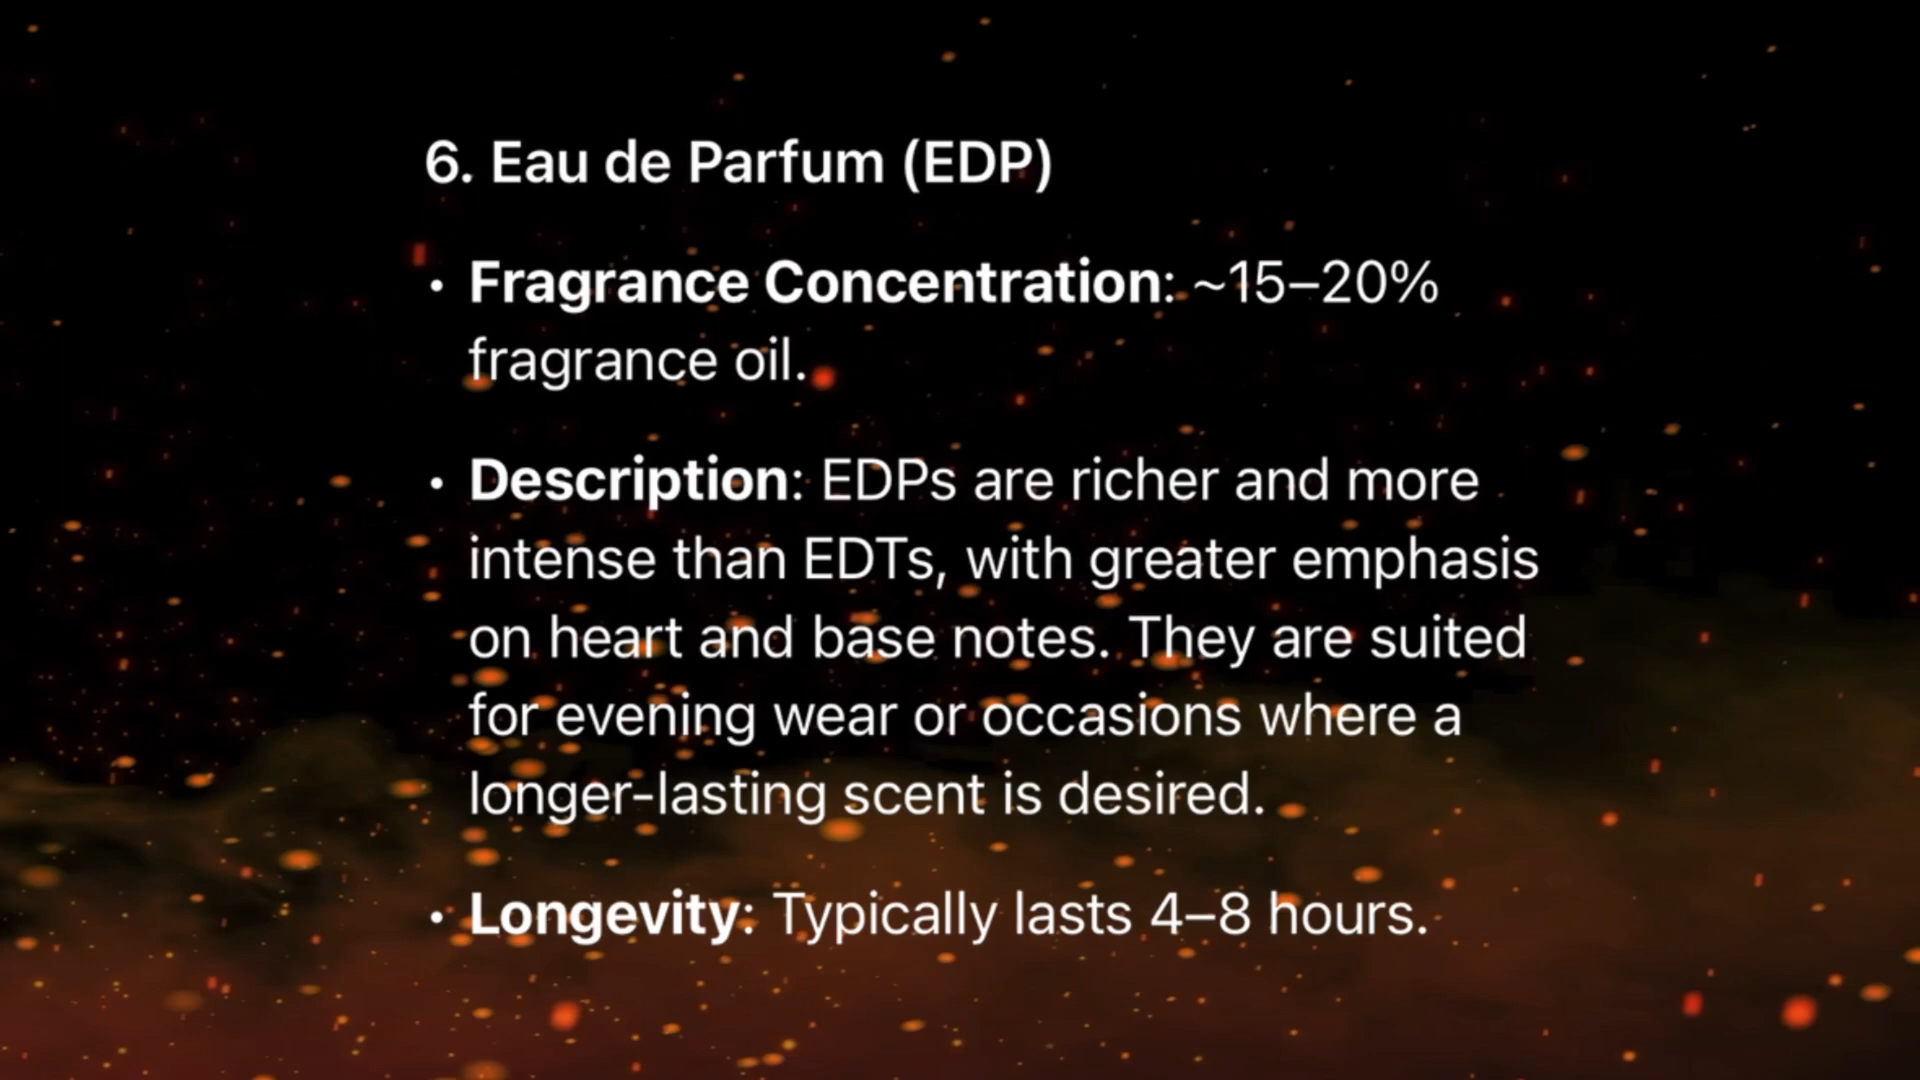 6. Eau de Parfum (EDP)
• Fragrance Concentration: ~15–20%
fragrance oil.
• Description: EDPs are richer and more
intense than EDTs, with greater emphasis
on heart and base notes. They are suited
for evening wear or occasions where a
longer-lasting scent is desired.
• Longevity: Typically lasts 4–8 hours.